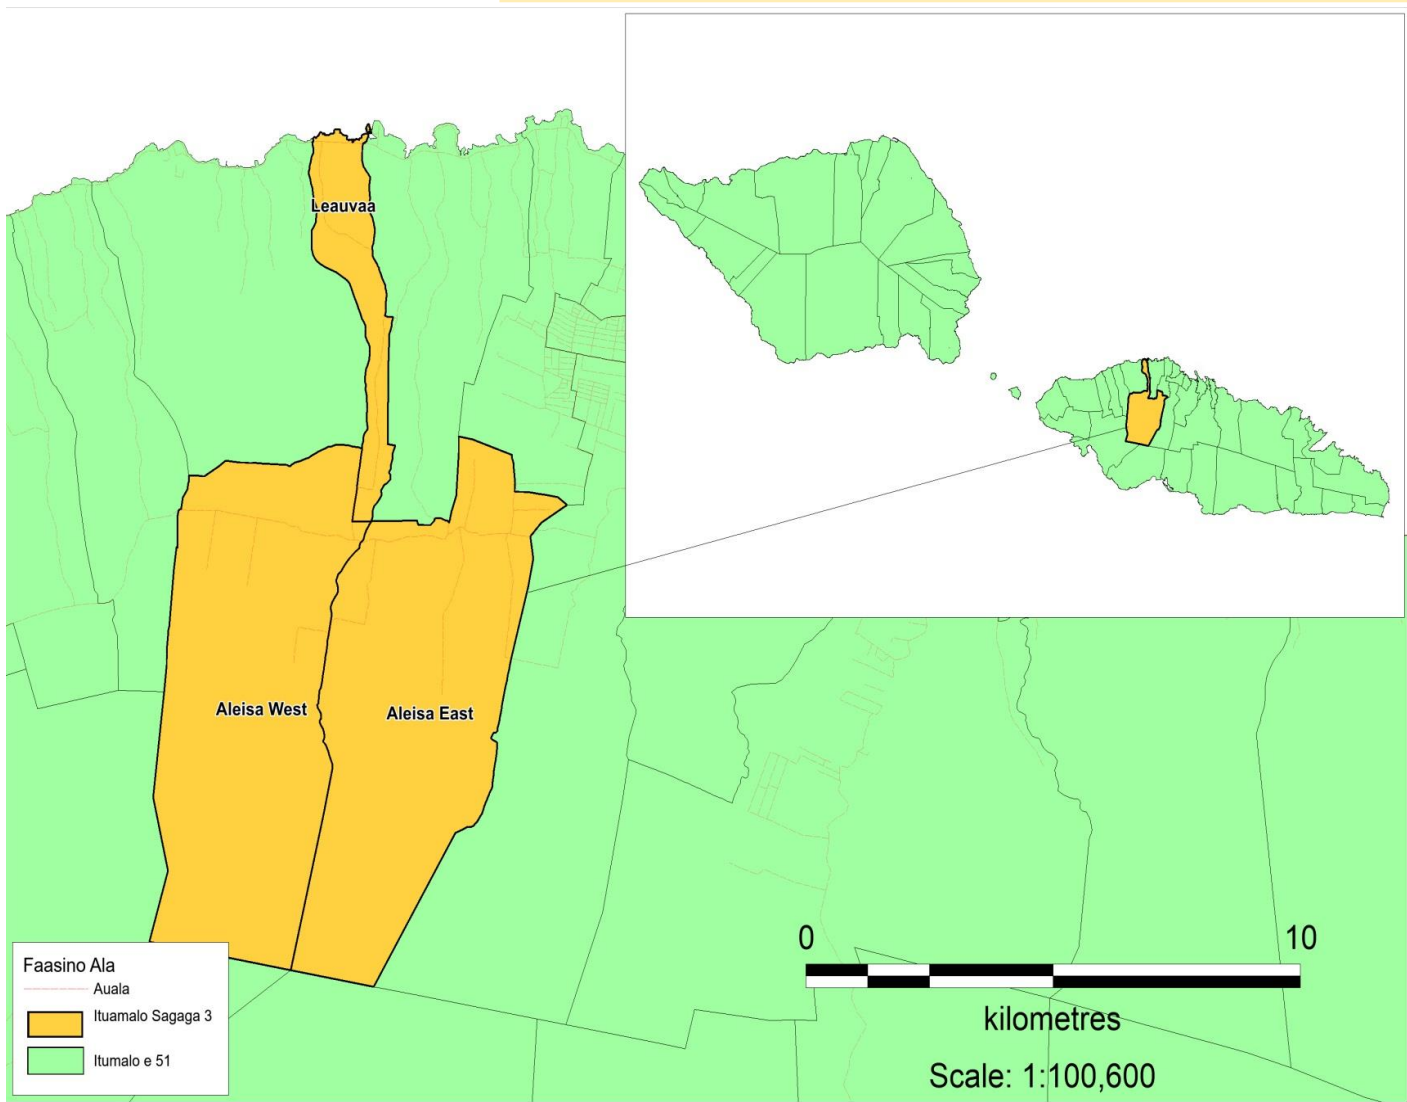 Leauvaa
Aleisa West
Aleisa East
Faasino Ala
Auala
Ituamalo Sagaga 3
Itumalo e 51
0 10
kilometres
Scale: 1:100,600